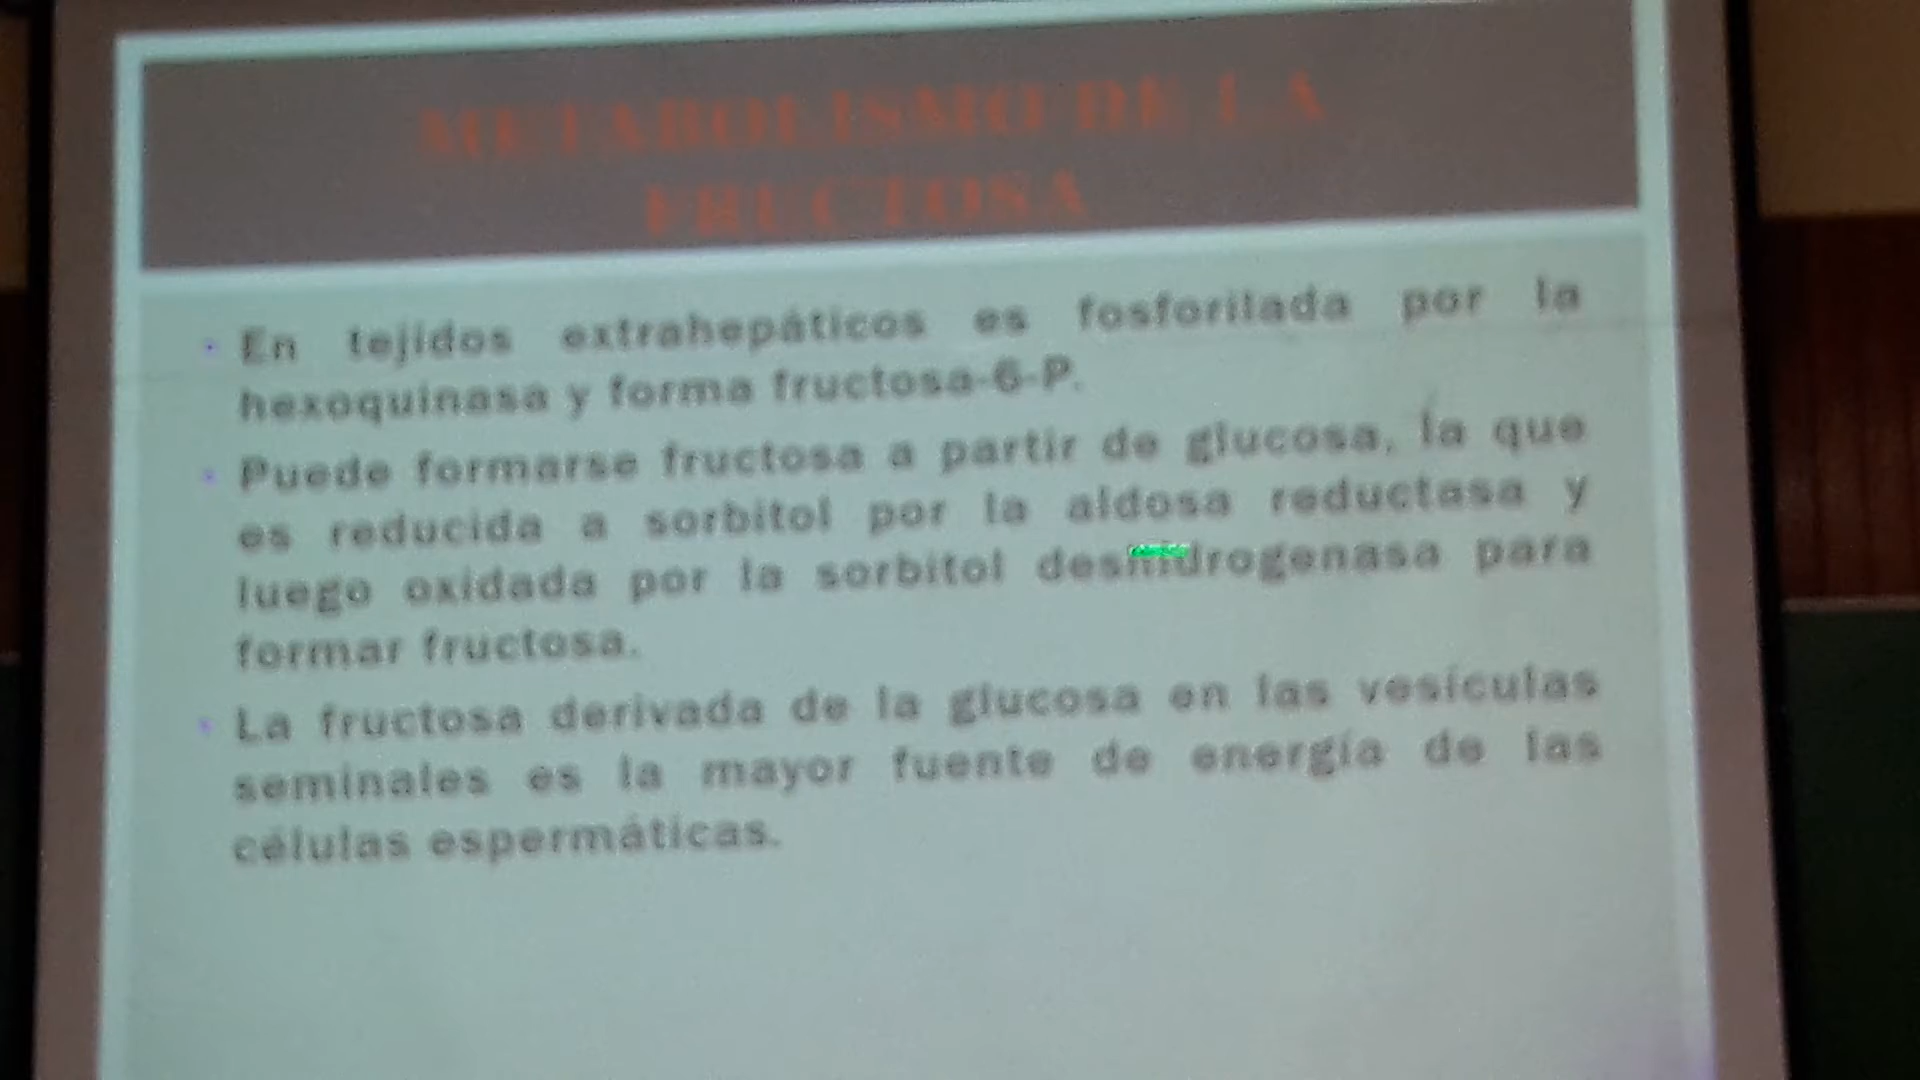 METABOLISMO DE LA
FRUCTOSA
• En tejidos extrahepáticos es fosforilada por la
hexoquinasa y forma fructosa-6-P.
• Puede formarse fructosa a partir de glucosa, la que
es reducida a sorbitol por la aldosa reductasa y
luego oxidada por la sorbitol deshidrogenasa para
formar fructosa.
• La fructosa derivada de la glucosa en las vesículas
seminales es la mayor fuente de energía de las
células espermáticas.